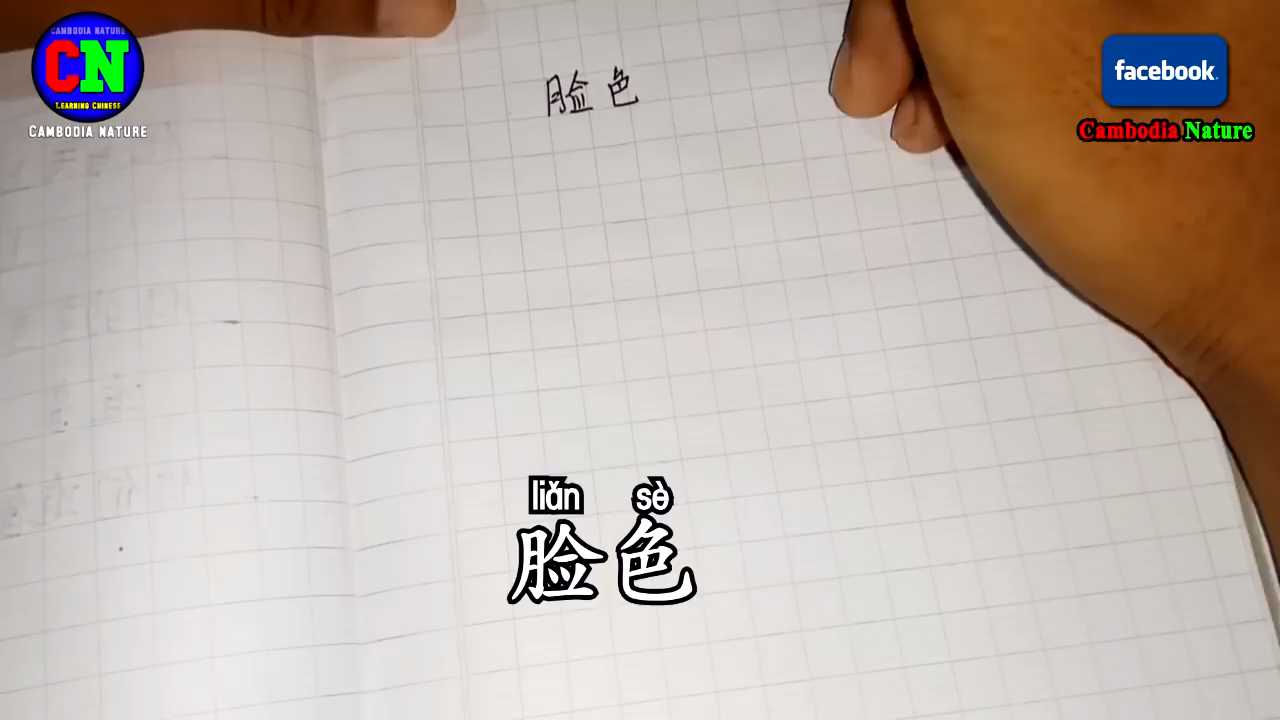 CAMBODIA NATURE
CN
LEARNING CHINESE
CAMBODIA NATURE
facebook
Cambodia Nature
脸色
liǎn sè
脸色